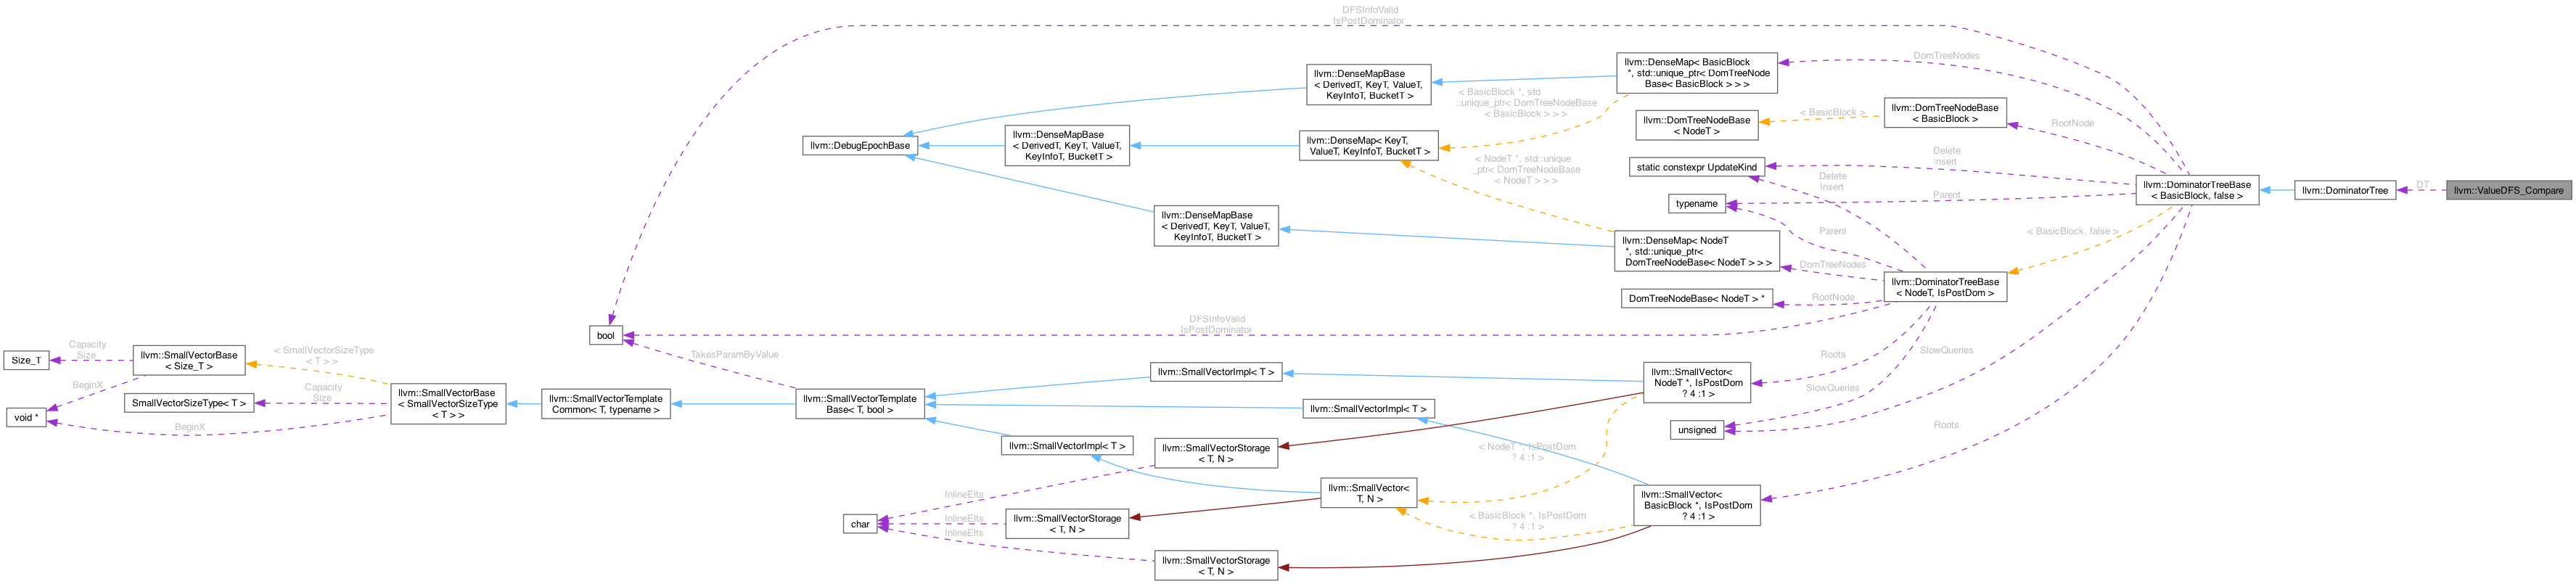 DFSInfoValid
IsPostDominator
llvm::DenseMap< BasicBlock
*, std::unique_ptr< DomTreeNode
Base< BasicBlock > > >
DomTreeNodes
llvm::DenseMapBase
< DerivedT, KeyT, ValueT,
KeyInfoT, BucketT >
< BasicBlock *, std
::unique_ptr< DomTreeNodeBase
< BasicBlock > > >
llvm::DomTreeNodeBase
< NodeT >
< BasicBlock >
llvm::DomTreeNodeBase
< BasicBlock >
RootNode
llvm::DebugEpochBase
llvm::DenseMapBase
< DerivedT, KeyT, ValueT,
KeyInfoT, BucketT >
llvm::DenseMap< KeyT,
ValueT, KeyInfoT, BucketT >
< NodeT *, std::unique
_ptr< DomTreeNodeBase
< NodeT > > >
static constexpr UpdateKind
Delete
Insert
Delete
Insert
typename
Parent
Parent
llvm::DominatorTreeBase
< BasicBlock, false >
llvm::DominatorTree
DT
llvm::ValueDFS_Compare
llvm::DenseMapBase
< DerivedT, KeyT, ValueT,
KeyInfoT, BucketT >
llvm::DenseMap< NodeT
*, std::unique_ptr<
DomTreeNodeBase< NodeT > > >
DomTreeNodes
< BasicBlock, false >
llvm::DominatorTreeBase
< NodeT, IsPostDom >
DomTreeNodeBase< NodeT > *
RootNode
bool
DFSInfoValid
IsPostDominator
TakesParamByValue
Size_T
Capacity
Size
llvm::SmallVectorBase
< Size_T >
< SmallVectorSizeType
< T > >
BeginX
void *
SmallVectorSizeType< T >
Capacity
Size
BeginX
llvm::SmallVectorBase
< SmallVectorSizeType
< T > >
llvm::SmallVectorTemplate
Common< T, typename >
llvm::SmallVectorTemplate
Base< T, bool >
llvm::SmallVectorImpl< T >
llvm::SmallVectorImpl< T >
llvm::SmallVectorImpl< T >
llvm::SmallVector<
NodeT *, IsPostDom
? 4 :1 >
Roots
SlowQueries
SlowQueries
unsigned
Roots
llvm::SmallVectorStorage
< T, N >
< NodeT *, IsPostDom
? 4 :1 >
InlineElts
char
InlineElts
InlineElts
llvm::SmallVectorStorage
< T, N >
llvm::SmallVector<
T, N >
< BasicBlock *, IsPostDom
? 4 :1 >
llvm::SmallVector<
BasicBlock *, IsPostDom
? 4 :1 >
llvm::SmallVectorStorage
< T, N >